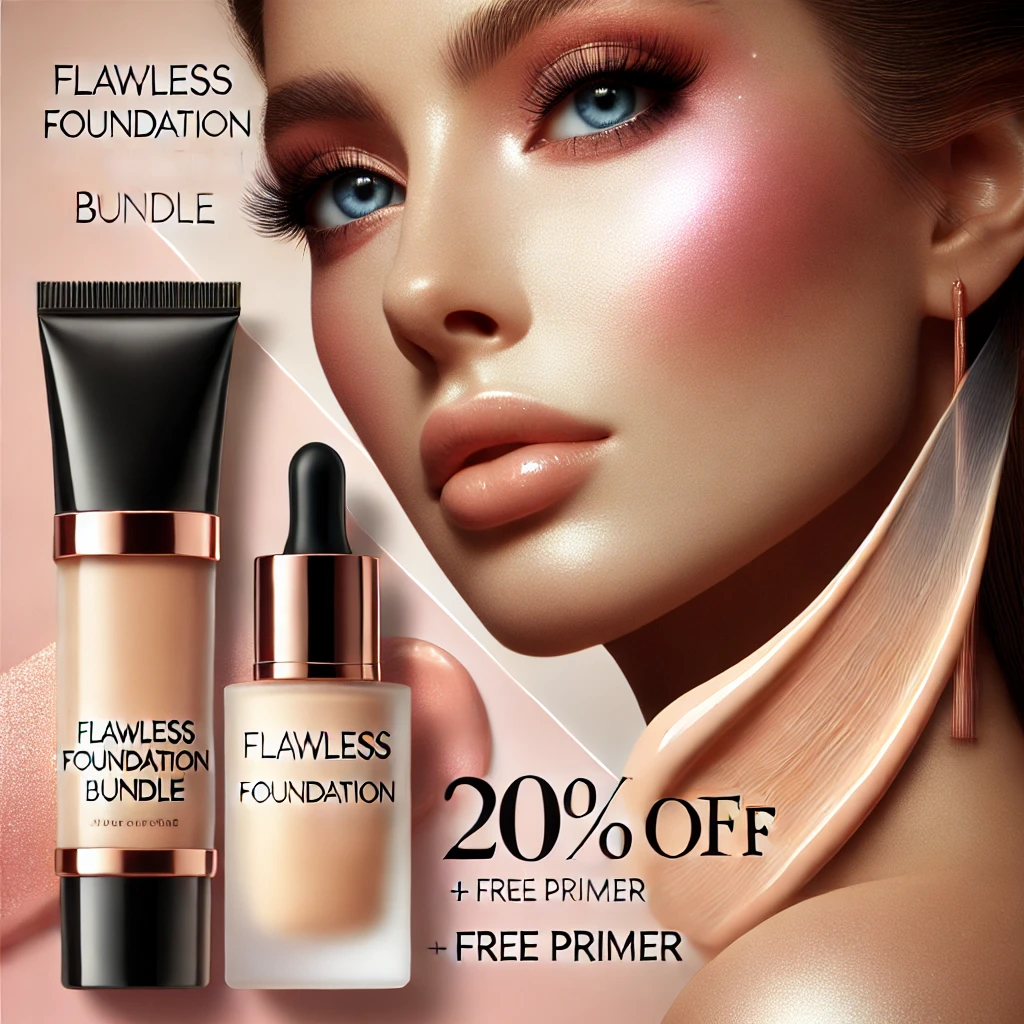 FLAWLESS
FOUNDATION
BUNDLE
FLAWLESS
FOUNDATION
BUNDLE
FLAWLESS
FOUNDATION
20% OFF
+ FREE PRIMER
+ FREE PRIMER